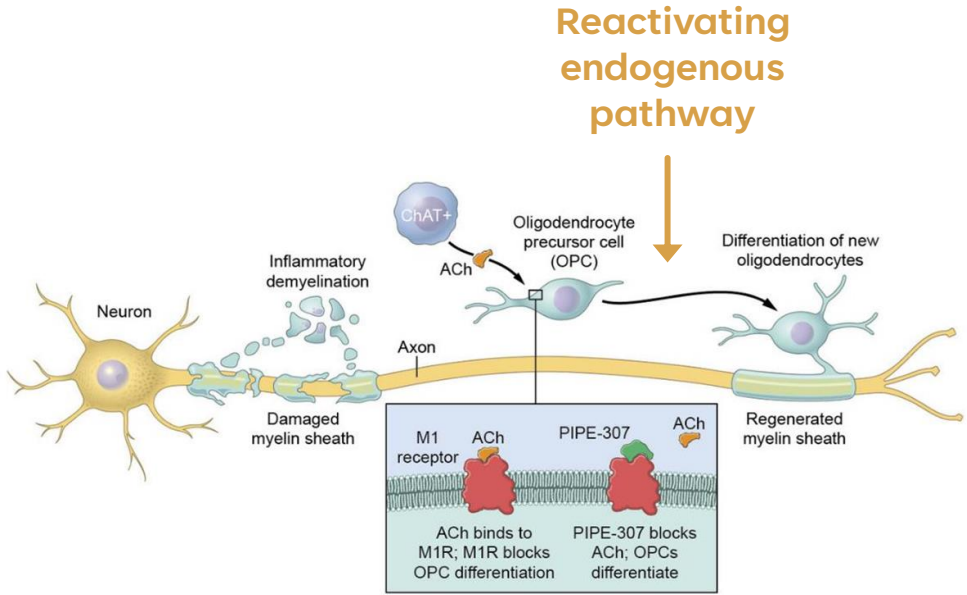 Reactivating
endogenous
pathway
ChAT+
ACh
Oligodendrocyte
precursor cell
(OPC)
Differentiation of new
oligodendrocytes
Inflammatory
demyelination
Neuron
Axon
Damaged
myelin sheath
Regenerated
myelin sheath
M1
receptor
ACh
PIPE-307
ACh
ACh binds to
M1R; M1R blocks
OPC differentiation
PIPE-307 blocks
ACh; OPCs
differentiate